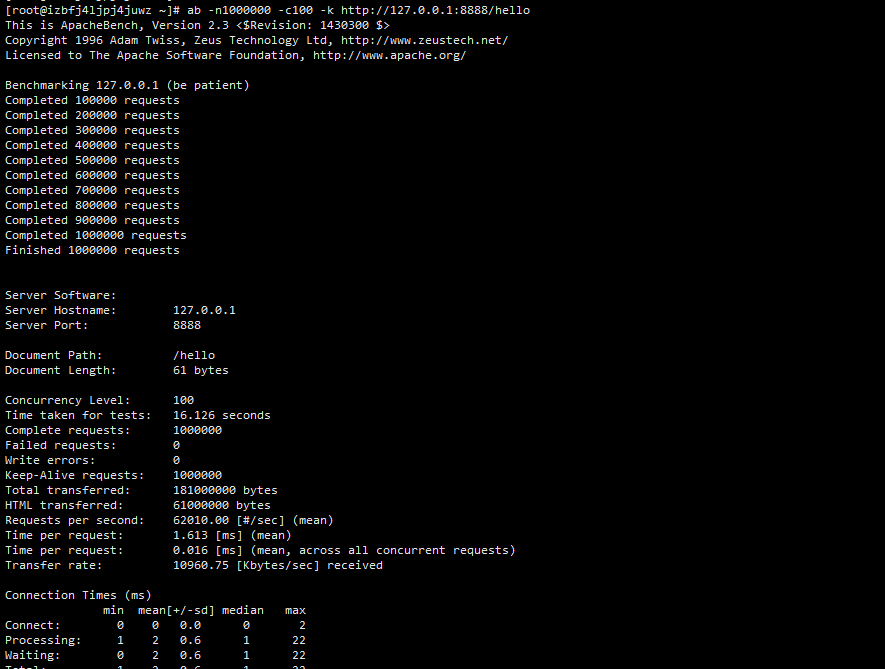 [root@izbfj4ljpj4juwz ~]# ab -n1000000 -c100 -k http://127.0.0.1:8888/hello
This is ApacheBench, Version 2.3 <$Revision: 1430300 $>
Copyright 1996 Adam Twiss, Zeus Technology Ltd, http://www.zeustech.net/
Licensed to The Apache Software Foundation, http://www.apache.org/

Benchmarking 127.0.0.1 (be patient)
Completed 100000 requests
Completed 200000 requests
Completed 300000 requests
Completed 400000 requests
Completed 500000 requests
Completed 600000 requests
Completed 700000 requests
Completed 800000 requests
Completed 900000 requests
Completed 1000000 requests
Finished 1000000 requests

Server Software:
Server Hostname:        127.0.0.1
Server Port:            8888

Document Path:          /hello
Document Length:        61 bytes

Concurrency Level:      100
Time taken for tests:   16.126 seconds
Complete requests:      1000000
Failed requests:        0
Write errors:           0
Keep-Alive requests:    1000000
Total transferred:      181000000 bytes
HTML transferred:       61000000 bytes
Requests per second:    62010.00 [#/sec] (mean)
Time per request:       1.613 [ms] (mean)
Time per request:       0.016 [ms] (mean, across all concurrent requests)
Transfer rate:          10960.75 [Kbytes/sec] received

Connection Times (ms)
              min  mean[+/-sd] median   max
Connect:        0    0   0.0      0       2
Processing:     1    2   0.6      1      22
Waiting:        0    2   0.6      1      22